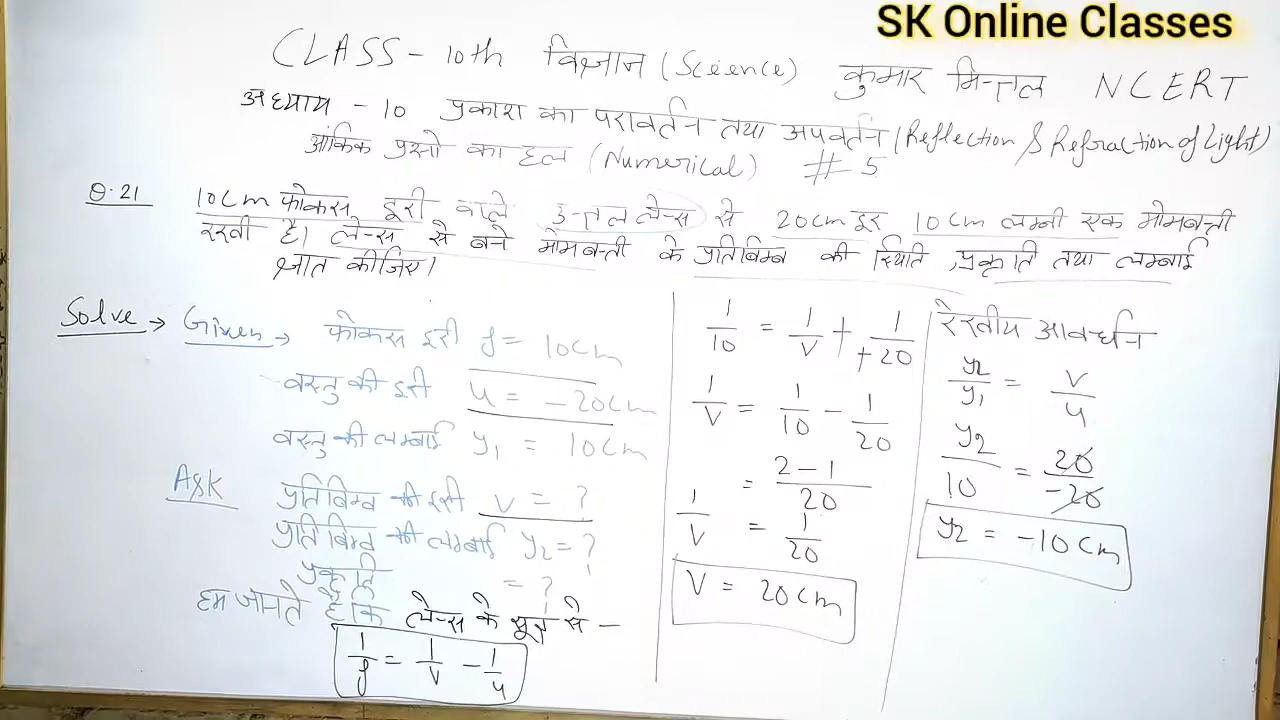 SK Online Classes
CLASS - 10th विज्ञान (Science) कुमार मित्तल NCERT
अध्याय - 10 प्रकाश का परावर्तन तथा अपवर्तन (Reflection & Refraction of Light)
आंकिक प्रश्नो का हल (Numerical) # 5
Q.21 10cm फोकस दूरी वाले उत्तल लेन्स से 20cm दूर 10cm लम्बी एक मोमबत्ती
रखी है। लेन्स से बने मोमबत्ती के प्रतिबिम्ब की स्थिति, प्रकृति तथा लम्बाई
ज्ञात कीजिए।
Solve → Given → फोकस दूरी f = 10cm
वस्तु की दूरी u = -20cm
वस्तु की लम्बाई y₁ = 10cm
Ask प्रतिबिम्ब की दूरी v = ?
प्रतिबिम्ब की लम्बाई y₂ = ?
प्रकृति = ?
हम जानते है कि लेन्स के सूत्र से -
1/f = 1/v - 1/u
1/10 = 1/v + 1/+20
1/v = 1/10 - 1/20
= 2-1/20
1/v = 1/20
V = 20cm
रेखीय आवर्धन
y₂/y₁ = v/u
y₂/10 = 20/-20
y₂ = -10cm